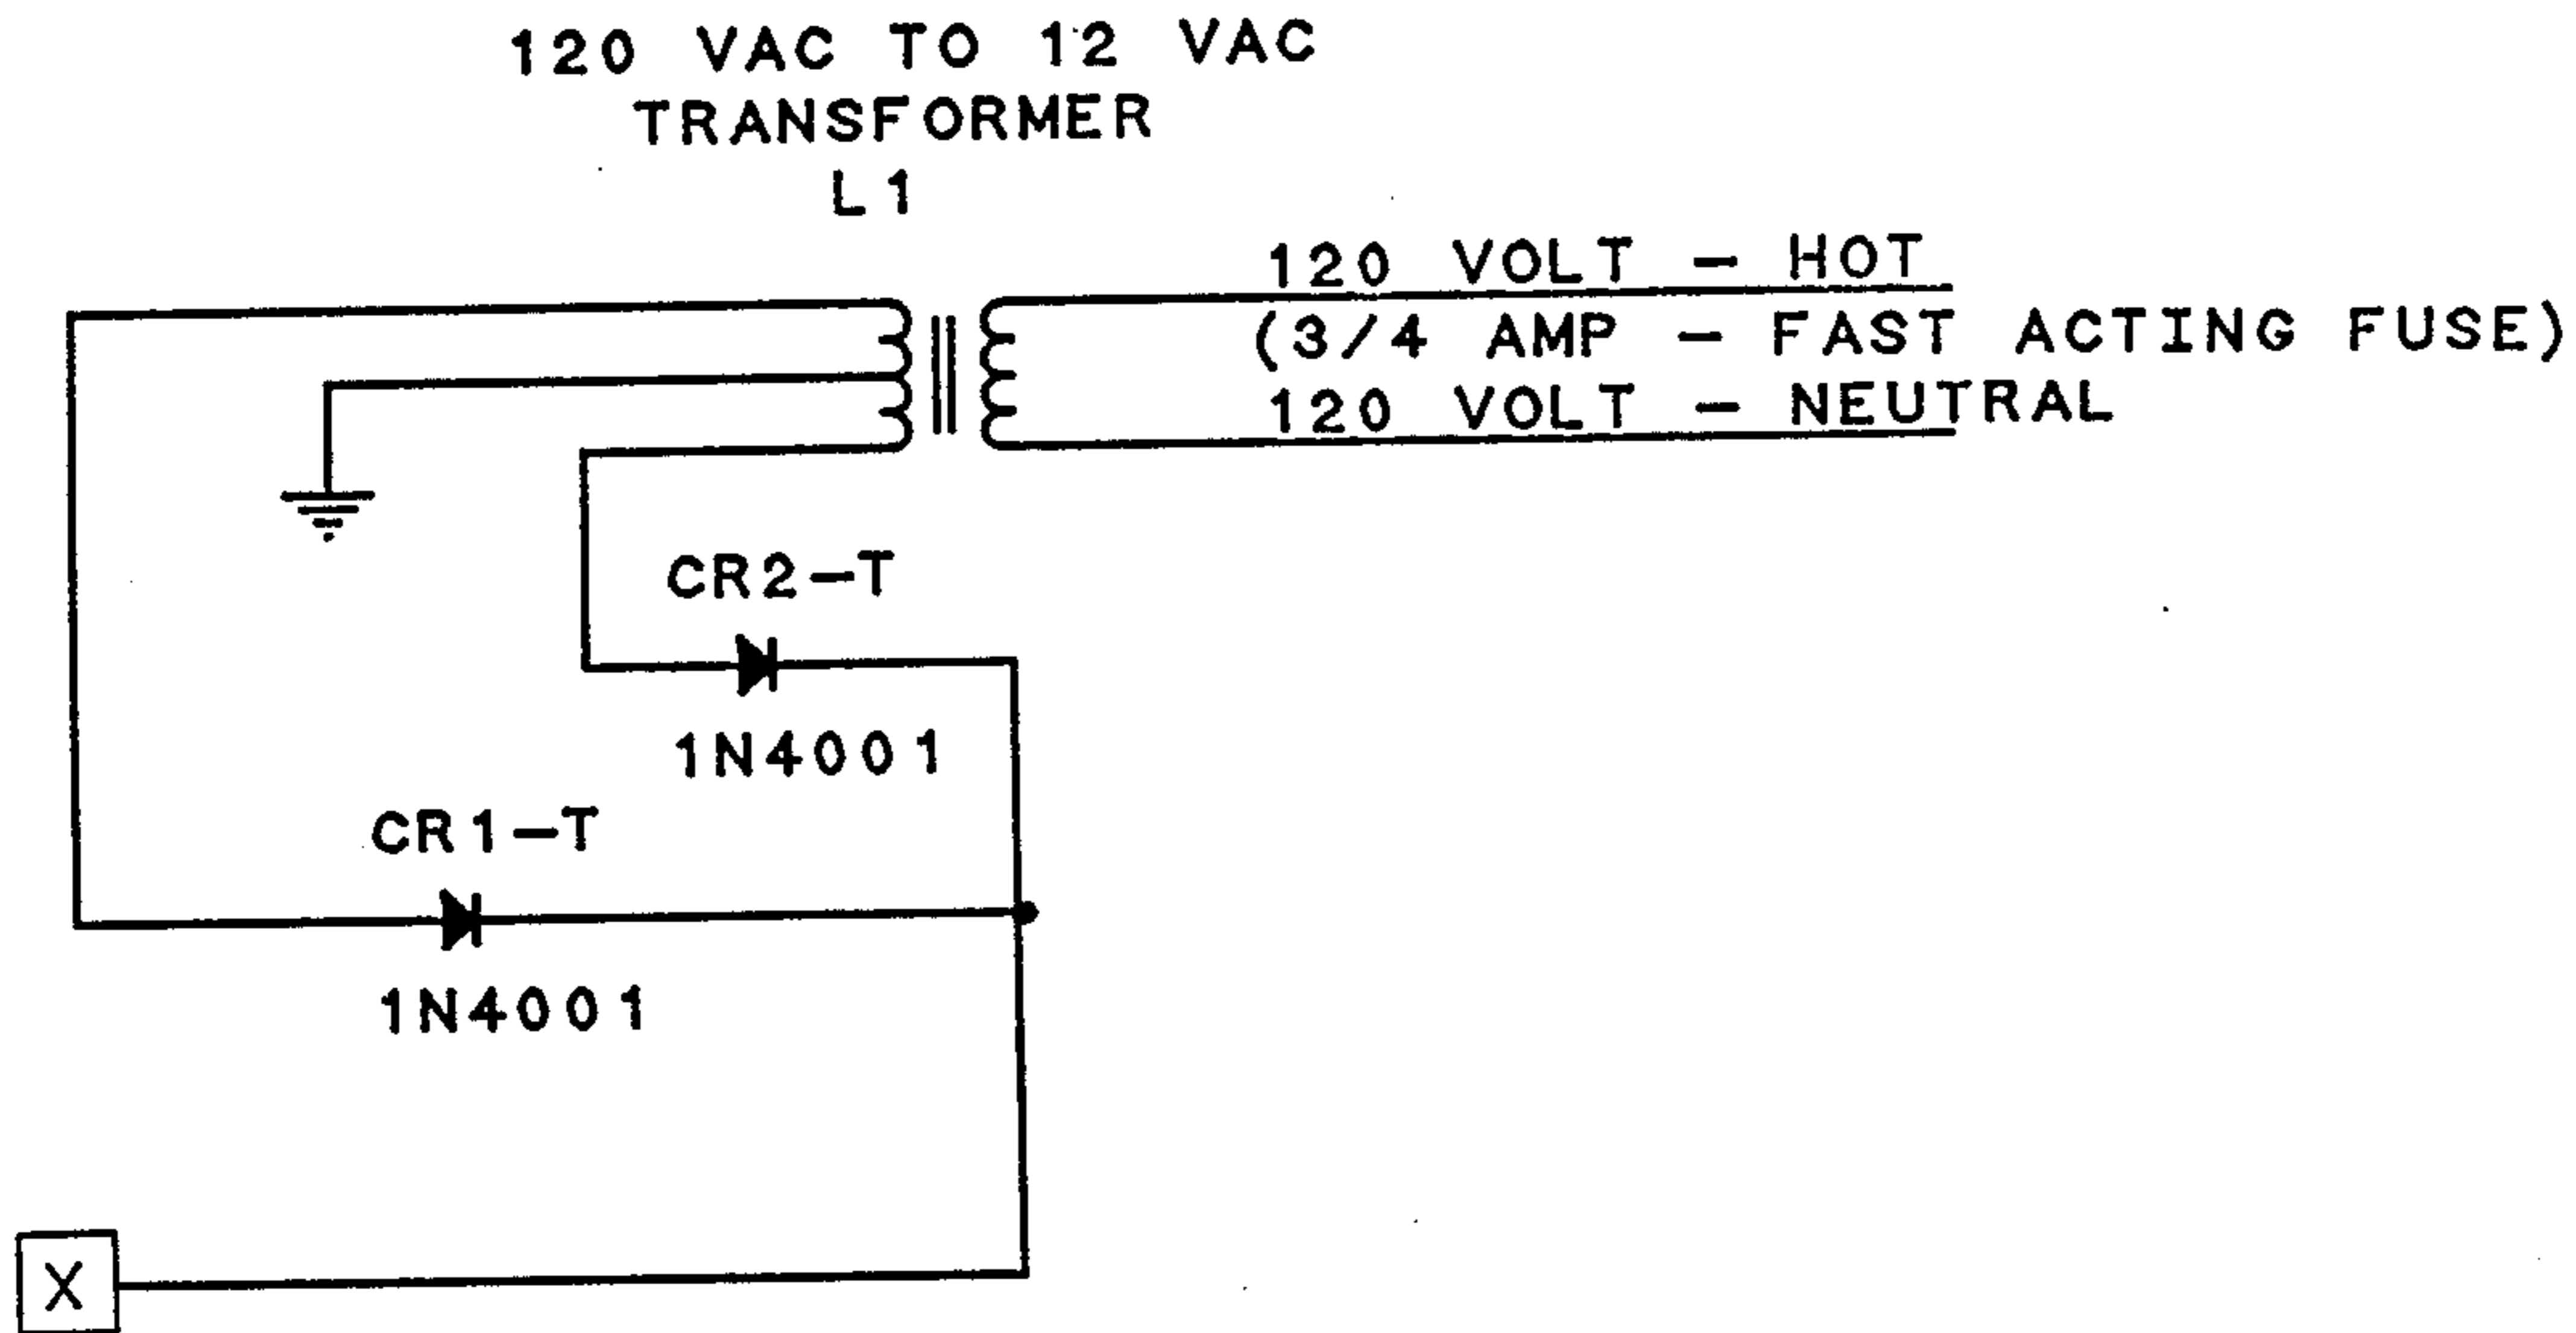 120 VAC TO 12 VAC
TRANSFORMER
L1
120 VOLT - HOT
(3/4 AMP - FAST ACTING FUSE)
120 VOLT - NEUTRAL
CR2-T
1N4001
CR1-T
1N4001
X